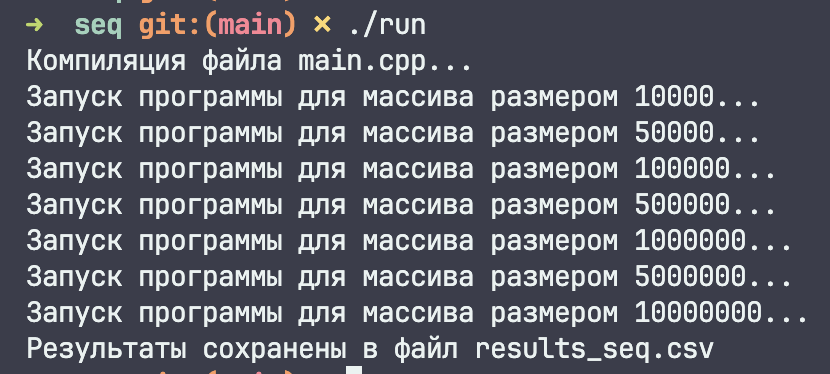 → seq git:(main) ✗ ./run
Компиляция файла main.cpp...
Запуск программы для массива размером 10000...
Запуск программы для массива размером 50000...
Запуск программы для массива размером 100000...
Запуск программы для массива размером 500000...
Запуск программы для массива размером 1000000...
Запуск программы для массива размером 5000000...
Запуск программы для массива размером 10000000...
Результаты сохранены в файл results_seq.csv